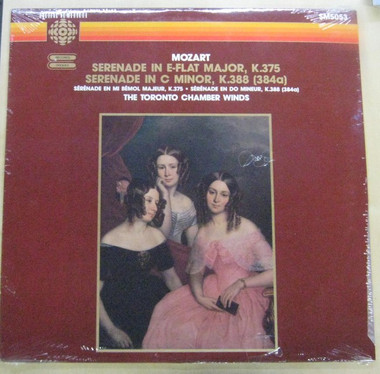 SM5053
MOZART
SERENADE IN E-FLAT MAJOR, K.375
SERENADE IN C MINOR, K.388 (384a)
SÉRÉNADE EN MI BÉMOL MAJEUR, K.375 • SÉRÉNADE EN DO MINEUR, K.388 (384a)
THE TORONTO CHAMBER WINDS